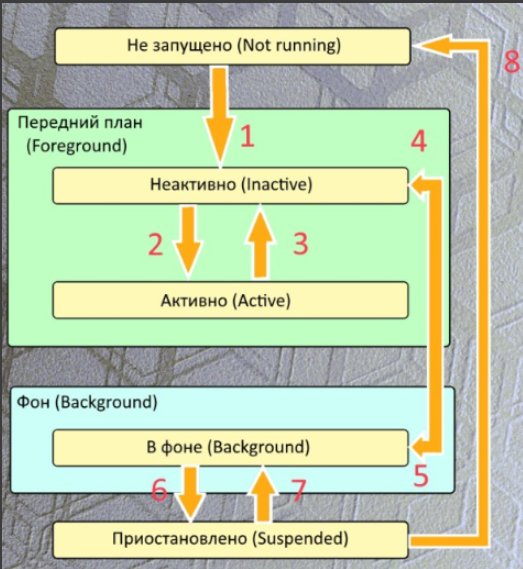 Не запущено (Not running)
8
Передний план
(Foreground)
1
4
Неактивно (Inactive)
2
3
Активно (Active)
Фон (Background)
В фоне (Background)
5
6
7
Приостановлено (Suspended)